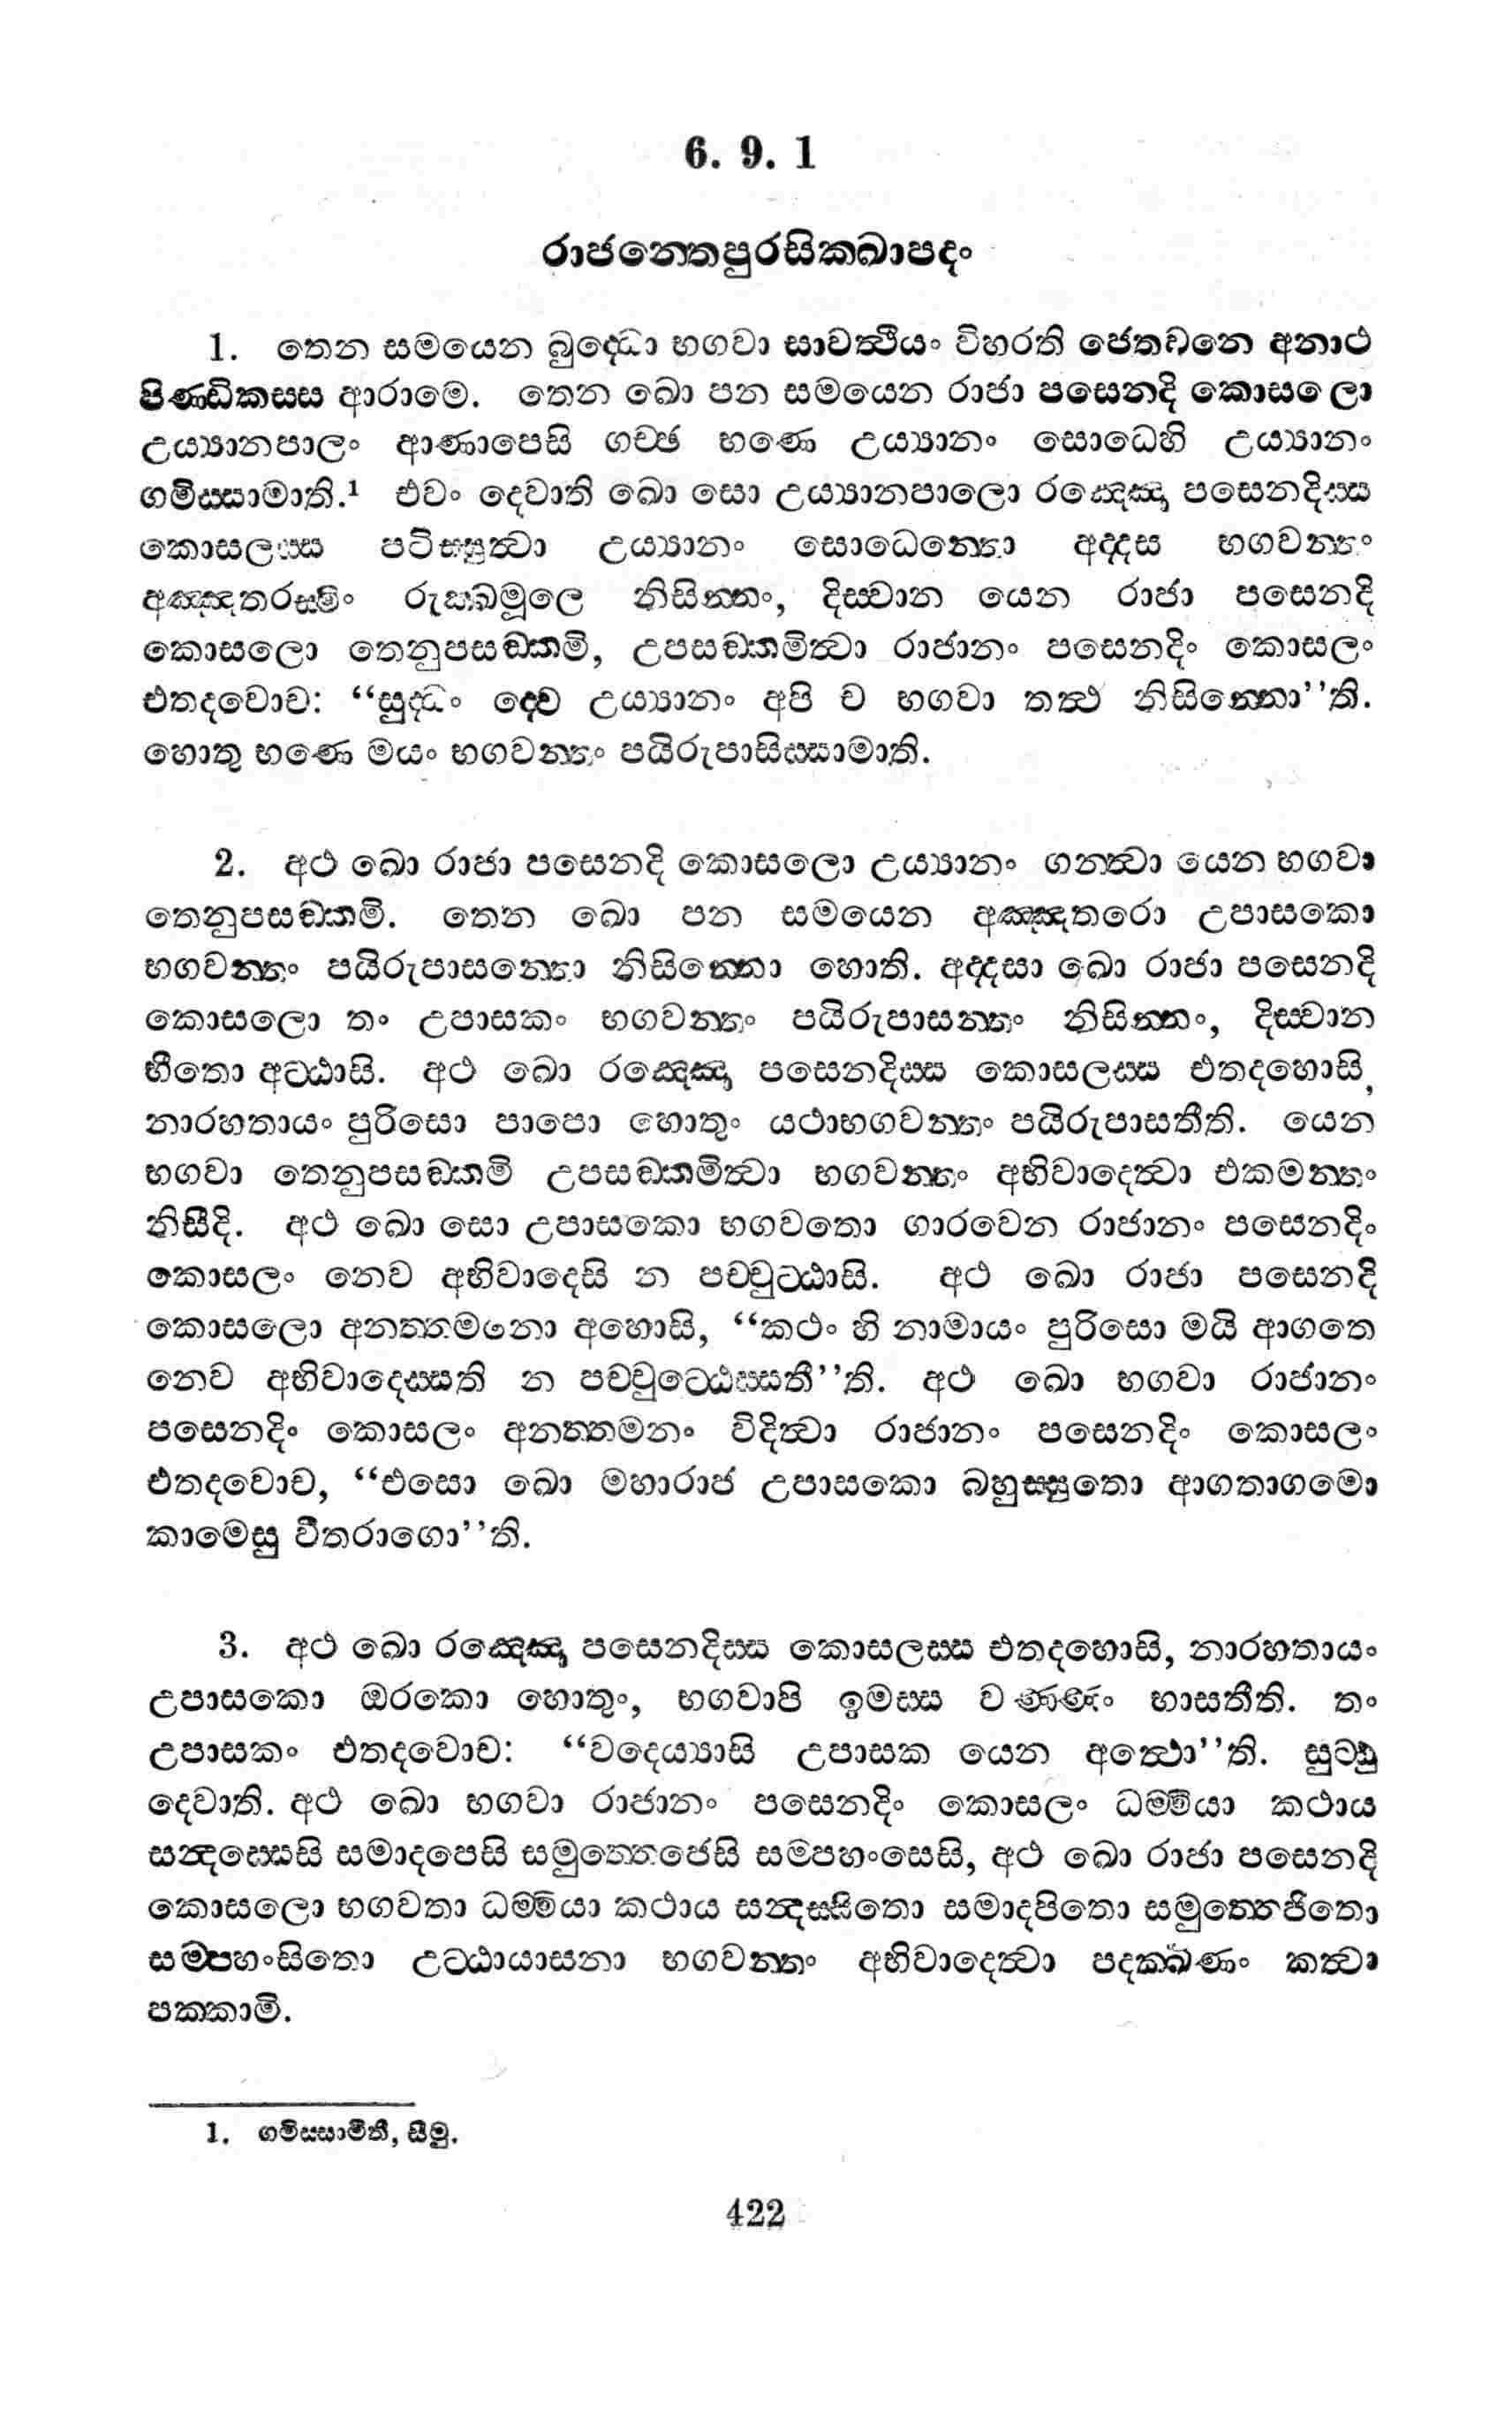 6. 9. 1
රාජන්තෙපුරසික්ඛාපදං
1. තෙන සමයෙන බුද්ධො භගවා සාවත්ථියං විහරති ජෙතවනෙ අනාථ
පිණ්ඩිකස්ස ආරාමෙ. තෙන ඛො පන සමයෙන රාජා පසෙනදි කොසලො
උය්‍යානපාලං ආණාපෙසි ගච්ඡ භණෙ උය්‍යානං සොධෙහි උය්‍යානං
ගමිස්සාමාති.¹ එවං දෙවාති ඛො සො උය්‍යානපාලො රඤ්ඤො පසෙනදිස්ස
කොසලස්ස පටිස්සුත්වා උය්‍යානං සොධෙන්තො අද්දස භගවන්තං
අඤ්ඤතරස්මිං රුක්ඛමූලෙ නිසින්නං, දිස්වාන යෙන රාජා පසෙනදි
කොසලො තෙනුපසඞ්කමි, උපසඞ්කමිත්වා රාජානං පසෙනදිං කොසලං
එතදවොච: “සුද්ධං දෙව උය්‍යානං අපි ච භගවා තත්ථ නිසින්නො”ති.
හොතු භණෙ මයං භගවන්තං පයිරුපාසිස්සාමාති.
2. අථ ඛො රාජා පසෙනදි කොසලො උය්‍යානං ගන්ත්වා යෙන භගවා
තෙනුපසඞ්කමි. තෙන ඛො පන සමයෙන අඤ්ඤතරො උපාසකො
භගවන්තං පයිරුපාසන්තො නිසින්නො හොති. අද්දසා ඛො රාජා පසෙනදි
කොසලො තං උපාසකං භගවන්තං පයිරුපාසන්තං නිසින්නං, දිස්වාන
භීතො අට්ඨාසි. අථ ඛො රඤ්ඤො පසෙනදිස්ස කොසලස්ස එතදහොසි,
නාරහතායං පුරිසො පාපො හොතුං යථාභගවන්තං පයිරුපාසතීති. යෙන
භගවා තෙනුපසඞ්කමි උපසඞ්කමිත්වා භගවන්තං අභිවාදෙත්වා එකමන්තං
නිසීදි. අථ ඛො සො උපාසකො භගවතො ගාරවෙන රාජානං පසෙනදිං
කොසලං නෙව අභිවාදෙසි න පච්චුට්ඨාසි. අථ ඛො රාජා පසෙනදි
කොසලො අනත්තමනො අහොසි, “කථං හි නාමායං පුරිසො මයි ආගතෙ
නෙව අභිවාදෙස්සති න පච්චුට්ඨෙස්සතී”ති. අථ ඛො භගවා රාජානං
පසෙනදිං කොසලං අනත්තමනං විදිත්වා රාජානං පසෙනදිං කොසලං
එතදවොච, “එසො ඛො මහාරාජ උපාසකො බහුස්සුතො ආගතාගමො
කාමෙසු වීතරාගො”ති.
3. අථ ඛො රඤ්ඤො පසෙනදිස්ස කොසලස්ස එතදහොසි, නාරහතායං
උපාසකො ඔරකො හොතුං, භගවාපි ඉමස්ස වණ්ණං භාසතීති. තං
උපාසකං එතදවොච: “වදෙය්‍යාසි උපාසක යෙන අත්ථො”ති. සුට්ඨු
දෙවාති. අථ ඛො භගවා රාජානං පසෙනදිං කොසලං ධම්මියා කථාය
සන්දස්සෙසි සමාදපෙසි සමුත්තෙජෙසි සම්පහංසෙසි, අථ ඛො රාජා පසෙනදි
කොසලො භගවතා ධම්මියා කථාය සන්දස්සිතො සමාදපිතො සමුත්තෙජිතො
සම්පහංසිතො උට්ඨායාසනා භගවන්තං අභිවාදෙත්වා පදක්ඛිණං කත්වා
පක්කාමි.
1. ගමිස්සාමීති, සීමු.
422